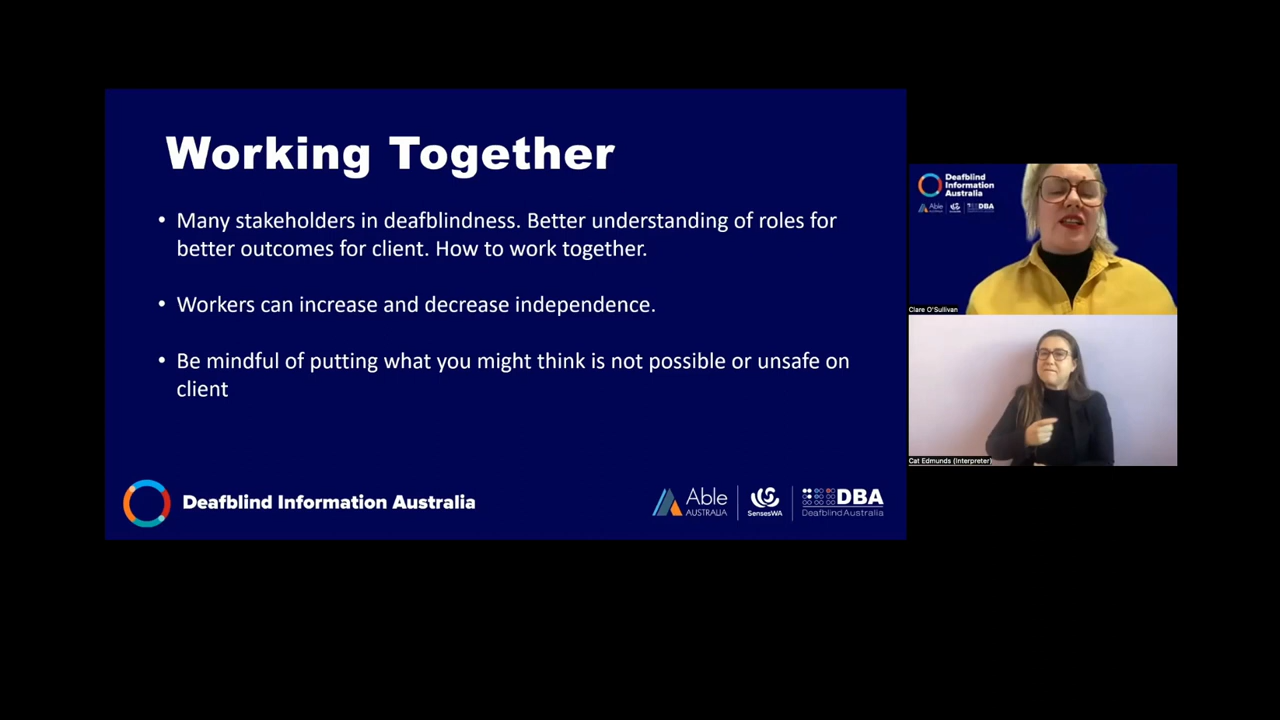 Working Together
• Many stakeholders in deafblindness. Better understanding of roles for
better outcomes for client. How to work together.
• Workers can increase and decrease independence.
• Be mindful of putting what you might think is not possible or unsafe on
client
Deafblind Information Australia
Able
AUSTRALIA
SensesWA
DBA
Deafblind Australia
Deafblind
Information
Australia
Able
DBA
Clare O'Sullivan
Cat Edmunds (Interpreter)